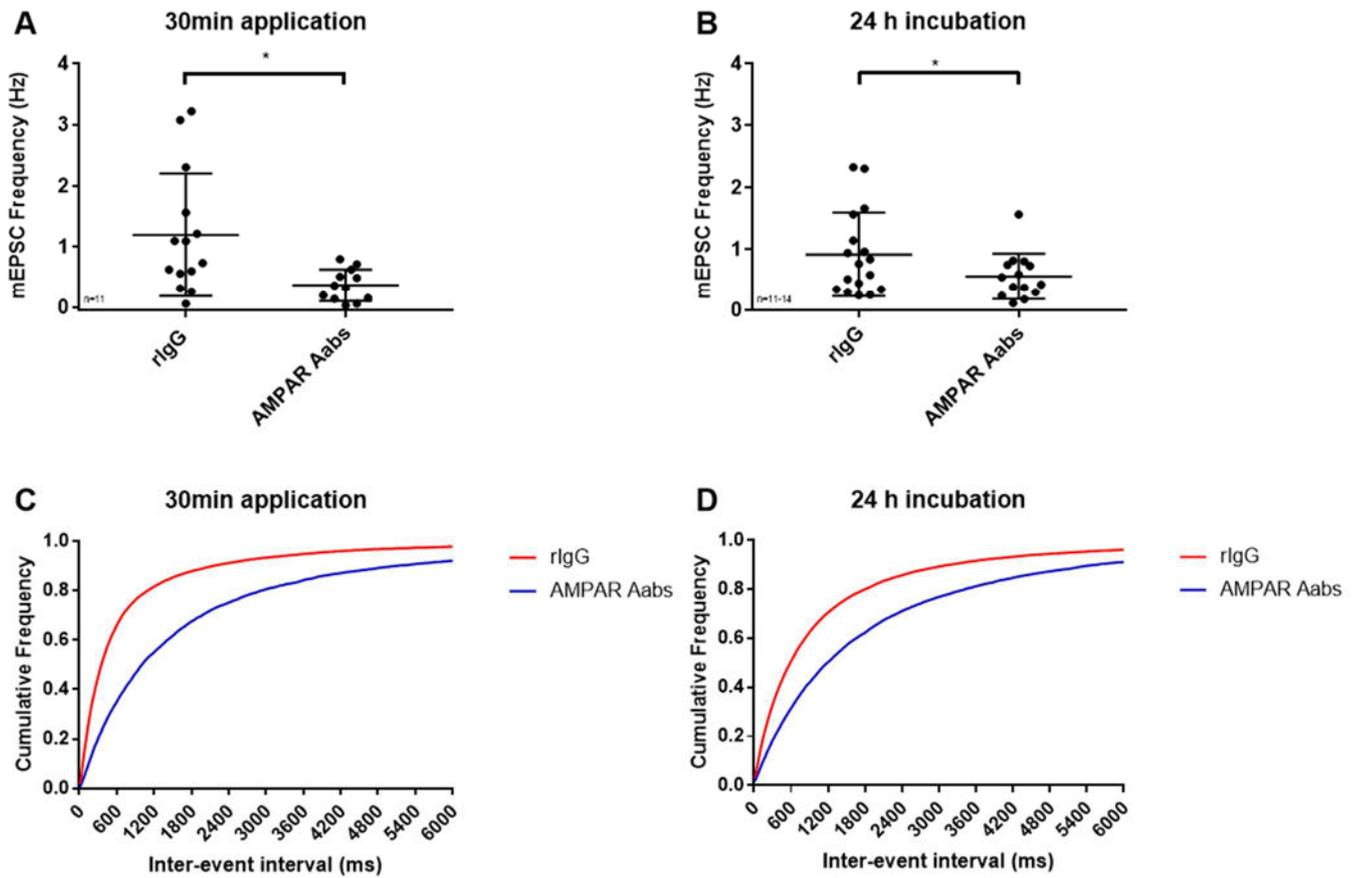 A
30min application
*
mEPSC Frequency (Hz)
4
3
2
1
0
n=11
rIgG
AMPAR Aabs
B
24 h incubation
*
mEPSC Frequency (Hz)
4
3
2
1
0
n=11-14
rIgG
AMPAR Aabs
C
30min application
Cumulative Frequency
1.0
0.8
0.6
0.4
0.2
0.0
0 600 1200 1800 2400 3000 3600 4200 4800 5400 6000
Inter-event interval (ms)
rIgG
AMPAR Aabs
D
24 h incubation
Cumulative Frequency
1.0
0.8
0.6
0.4
0.2
0.0
0 600 1200 1800 2400 3000 3600 4200 4800 5400 6000
Inter-event interval (ms)
rIgG
AMPAR Aabs